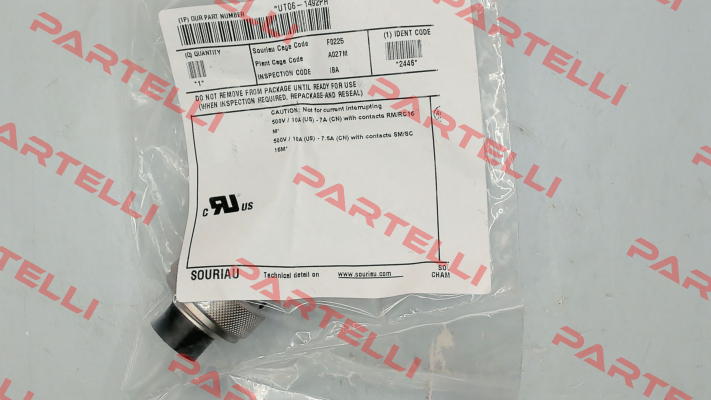 (1P) OUR PART NUMBER "UT06-1492PH
(Q) QUANTITY
"1"
Souriau Cage Code F0225
Plant Cage Code A027M
INSPECTION CODE IBA
(1) IDENT CODE
"2446"
DO NOT REMOVE FROM PACKAGE UNTIL READY FOR USE
(WHEN INSPECTION REQUIRED, REPACKAGE AND RESEAL)
CAUTION: Not for current interrupting
500V / 10A (US) - 7A (CN) with contacts RM/RC16
M*
500V / 10A (US) - 7.5A (CN) with contacts SM/SC
16M*
C RU US
SOURIAU Technical detail on www.souriau.com
SO
CHAM
PARTELLI
PARTELLI
PARTELLI
PARTELLI
PARTELLI
PARTELLI
PARTELLI
PARTELLI